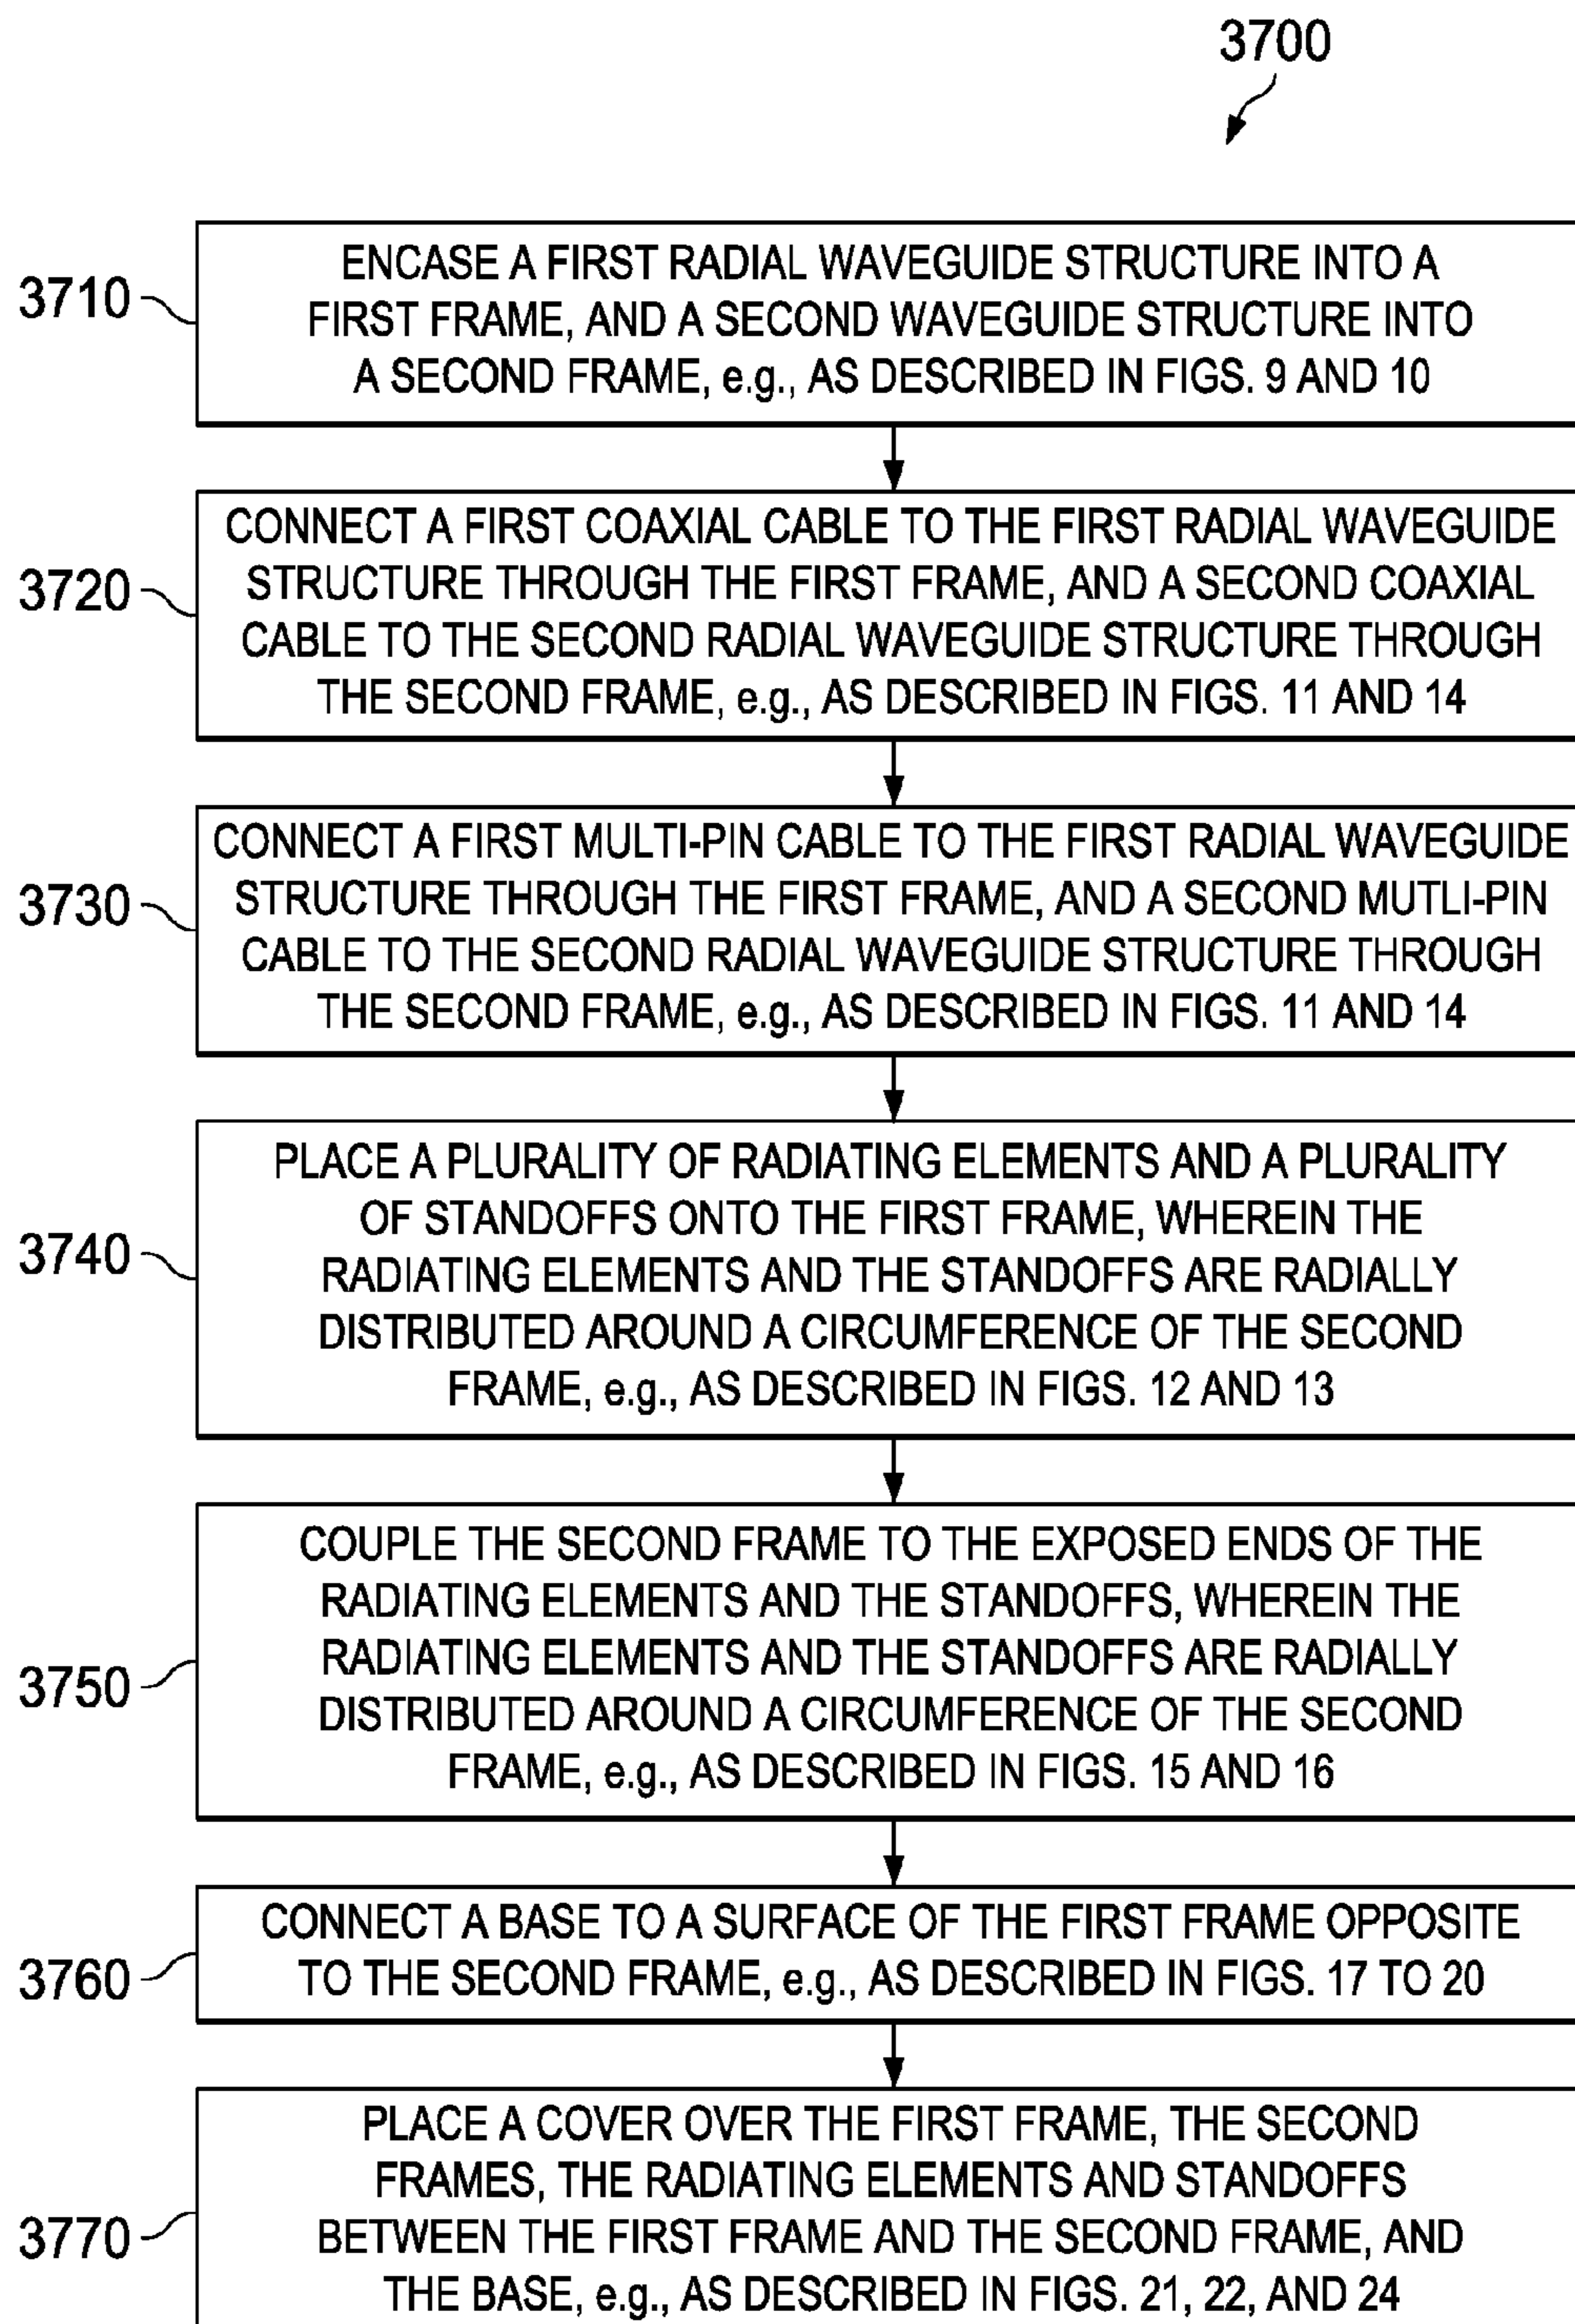 3700
3710
ENCASE A FIRST RADIAL WAVEGUIDE STRUCTURE INTO A
FIRST FRAME, AND A SECOND WAVEGUIDE STRUCTURE INTO
A SECOND FRAME, e.g., AS DESCRIBED IN FIGS. 9 AND 10
3720
CONNECT A FIRST COAXIAL CABLE TO THE FIRST RADIAL WAVEGUIDE
STRUCTURE THROUGH THE FIRST FRAME, AND A SECOND COAXIAL
CABLE TO THE SECOND RADIAL WAVEGUIDE STRUCTURE THROUGH
THE SECOND FRAME, e.g., AS DESCRIBED IN FIGS. 11 AND 14
3730
CONNECT A FIRST MULTI-PIN CABLE TO THE FIRST RADIAL WAVEGUIDE
STRUCTURE THROUGH THE FIRST FRAME, AND A SECOND MUTLI-PIN
CABLE TO THE SECOND RADIAL WAVEGUIDE STRUCTURE THROUGH
THE SECOND FRAME, e.g., AS DESCRIBED IN FIGS. 11 AND 14
3740
PLACE A PLURALITY OF RADIATING ELEMENTS AND A PLURALITY
OF STANDOFFS ONTO THE FIRST FRAME, WHEREIN THE
RADIATING ELEMENTS AND THE STANDOFFS ARE RADIALLY
DISTRIBUTED AROUND A CIRCUMFERENCE OF THE SECOND
FRAME, e.g., AS DESCRIBED IN FIGS. 12 AND 13
3750
COUPLE THE SECOND FRAME TO THE EXPOSED ENDS OF THE
RADIATING ELEMENTS AND THE STANDOFFS, WHEREIN THE
RADIATING ELEMENTS AND THE STANDOFFS ARE RADIALLY
DISTRIBUTED AROUND A CIRCUMFERENCE OF THE SECOND
FRAME, e.g., AS DESCRIBED IN FIGS. 15 AND 16
3760
CONNECT A BASE TO A SURFACE OF THE FIRST FRAME OPPOSITE
TO THE SECOND FRAME, e.g., AS DESCRIBED IN FIGS. 17 TO 20
3770
PLACE A COVER OVER THE FIRST FRAME, THE SECOND
FRAMES, THE RADIATING ELEMENTS AND STANDOFFS
BETWEEN THE FIRST FRAME AND THE SECOND FRAME, AND
THE BASE, e.g., AS DESCRIBED IN FIGS. 21, 22, AND 24